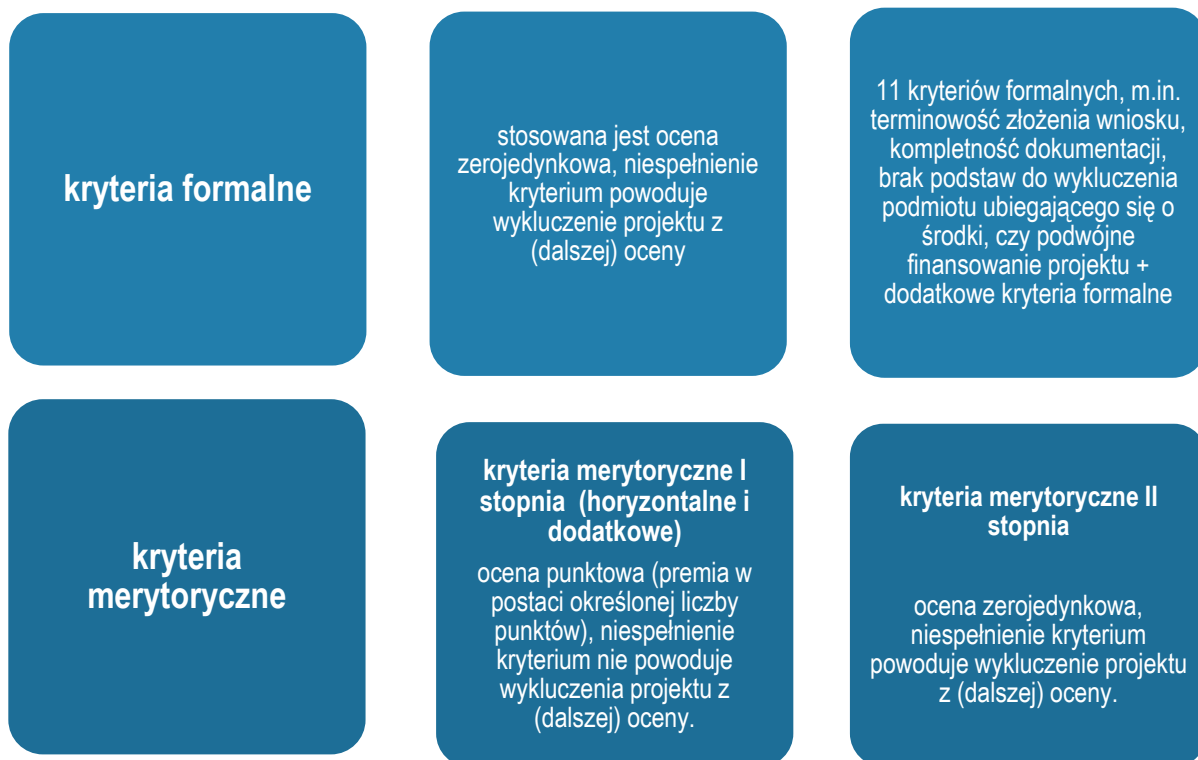 kryteria formalne
stosowana jest ocena
zerojedynkowa, niespełnienie
kryterium powoduje
wykluczenie projektu z
(dalszej) oceny
11 kryteriów formalnych, m.in.
terminowość złożenia wniosku,
kompletność dokumentacji,
brak podstaw do wykluczenia
podmiotu ubiegającego się o
środki, czy podwójne
finansowanie projektu +
dodatkowe kryteria formalne
kryteria
merytoryczne
kryteria merytoryczne I
stopnia (horyzontalne i
dodatkowe)
ocena punktowa (premia w
postaci określonej liczby
punktów), niespełnienie
kryterium nie powoduje
wykluczenia projektu z
(dalszej) oceny.
kryteria merytoryczne II
stopnia
ocena zerojedynkowa,
niespełnienie kryterium
powoduje wykluczenie projektu
z (dalszej) oceny.